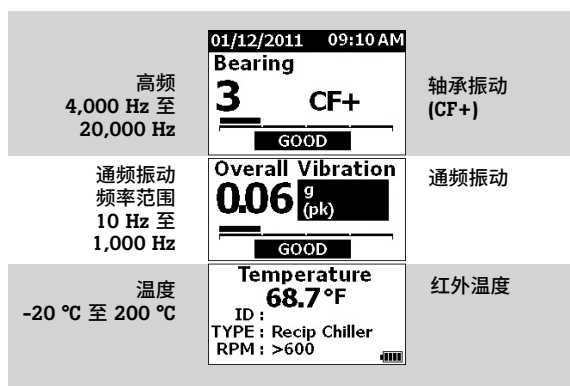 高频
4,000 Hz 至
20,000 Hz
01/12/2011 09:10 AM
Bearing
3 CF+
GOOD
轴承振动
(CF+)
通频振动
频率范围
10 Hz 至
1,000 Hz
Overall Vibration
0.06 g
(pk)
GOOD
通频振动
温度
-20 ℃ 至 200 ℃
Temperature
68.7°F
ID :
TYPE : Recip Chiller
RPM : >600
红外温度